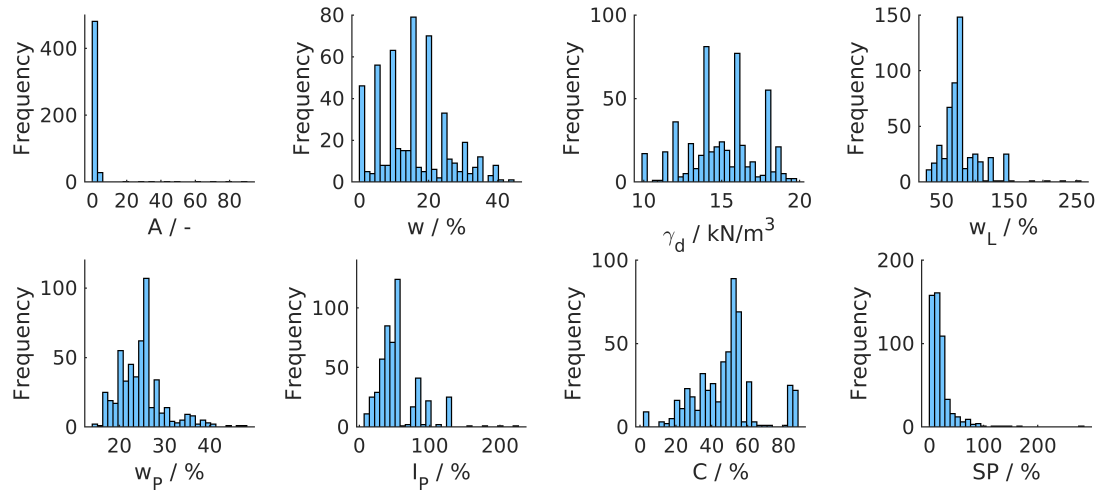 Frequency
400
200
0
0 20 40 60 80
A / -
Frequency
80
60
40
20
0
0 20 40
w / %
Frequency
100
50
0
10 15 20
γd / kN/m³
Frequency
150
100
50
0
50 150 250
wL / %
Frequency
100
50
0
20 30 40
wP / %
Frequency
100
50
0
0 100 200
IP / %
Frequency
100
50
0
0 20 40 60 80
C / %
Frequency
200
100
0
0 100 200
SP / %